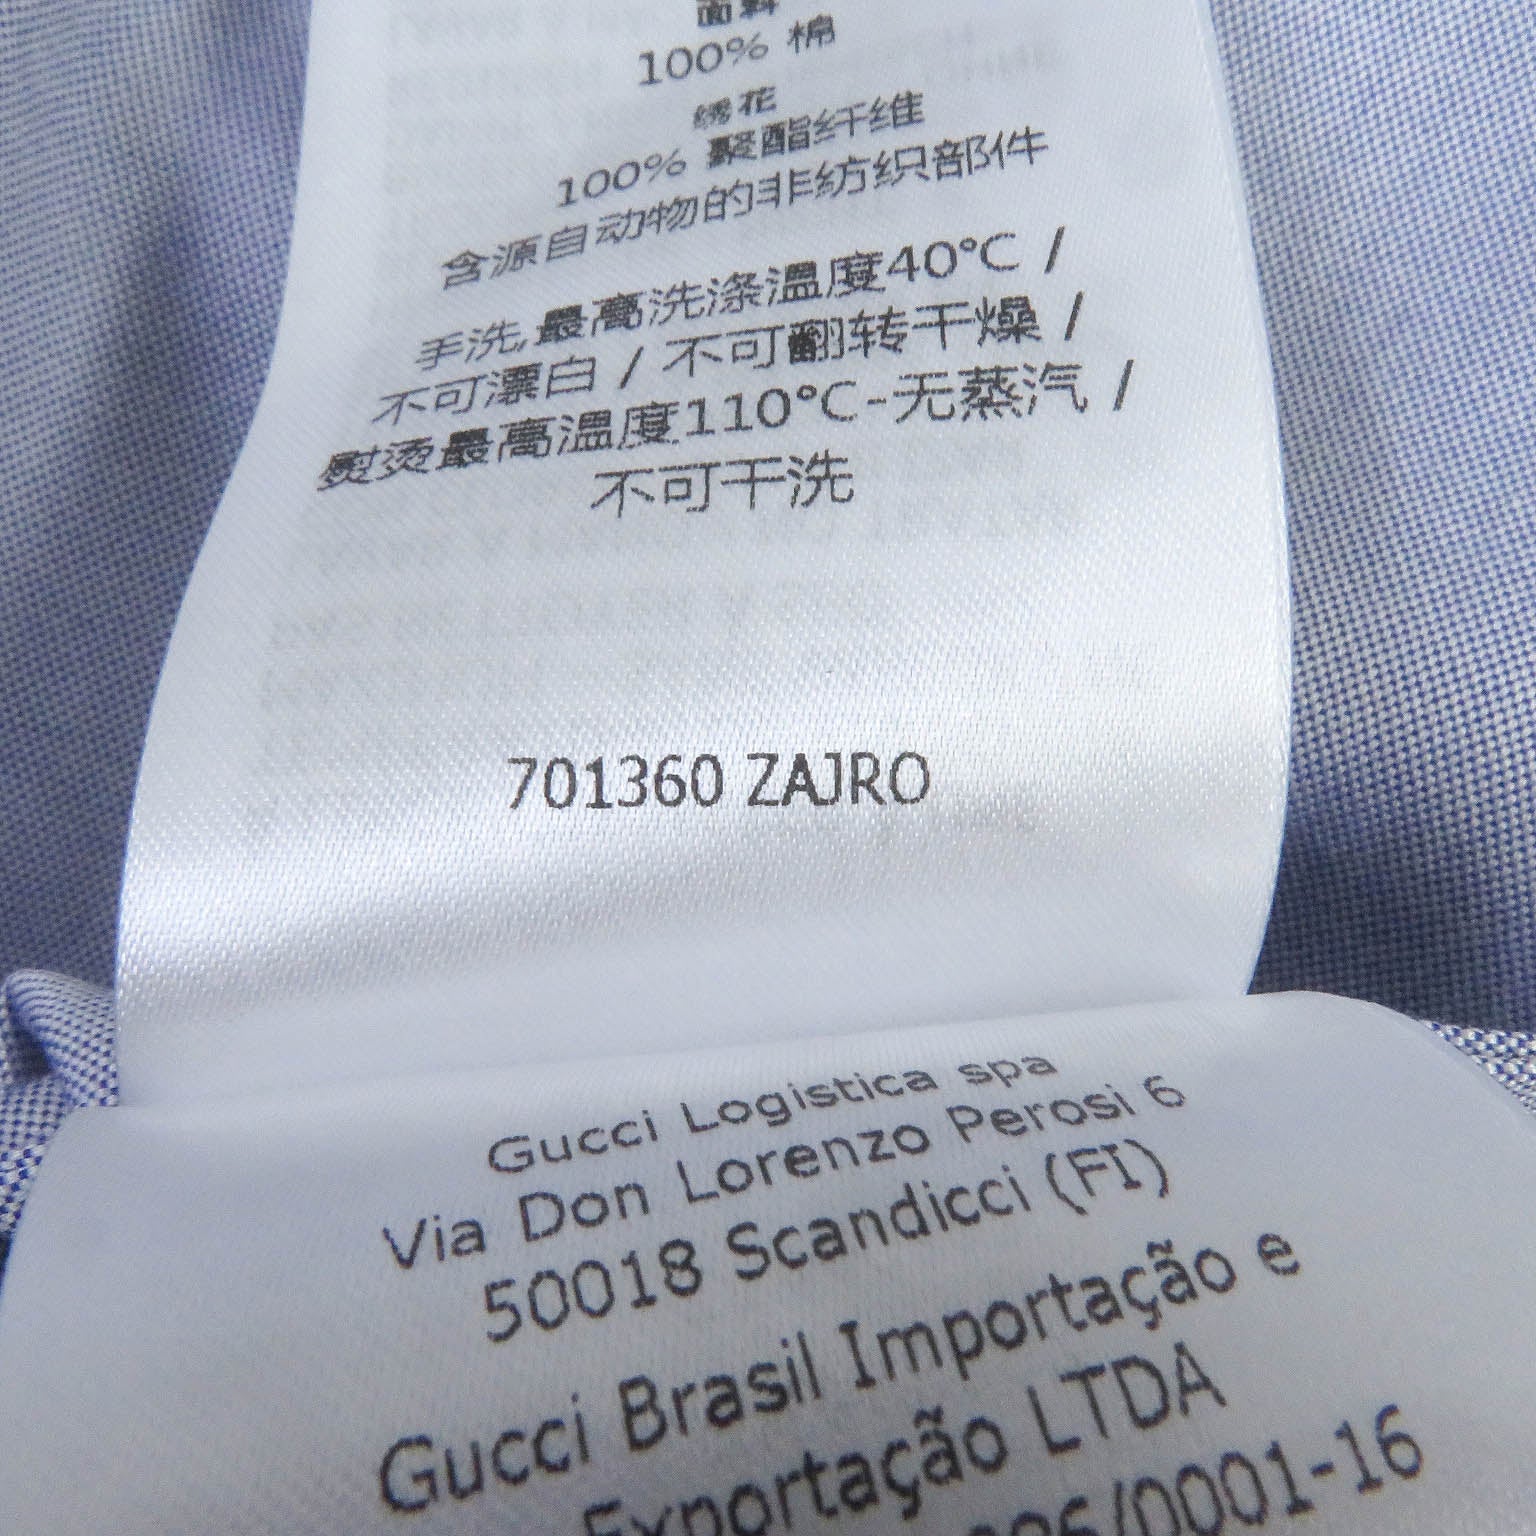 面料
100% 棉
绣花
100% 聚酯纤维
含源自动物的非纺织部件
手洗,最高洗涤温度40°C /
不可漂白 / 不可翻转干燥 /
熨烫最高温度110°C-无蒸汽 /
不可干洗
701360 ZAJRO
Gucci Logistica spa
Via Don Lorenzo Perosi 6
50018 Scandicci (FI)
Gucci Brasil Importação e
Exportação LTDA
/0001-16